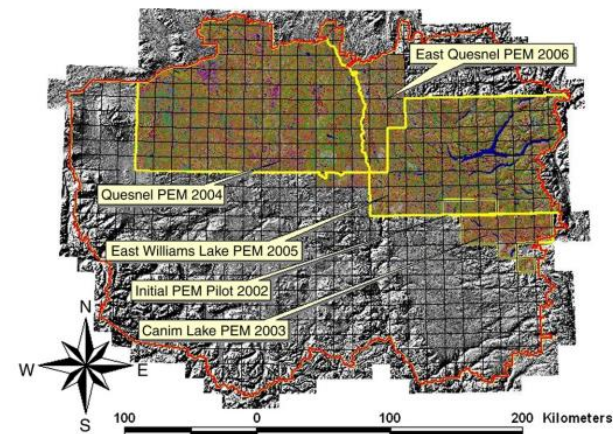 East Quesnel PEM 2006
Quesnel PEM 2004
East Williams Lake PEM 2005
Initial PEM Pilot 2002
Canim Lake PEM 2003
N
W E
S
100 0 100 200 Kilometers